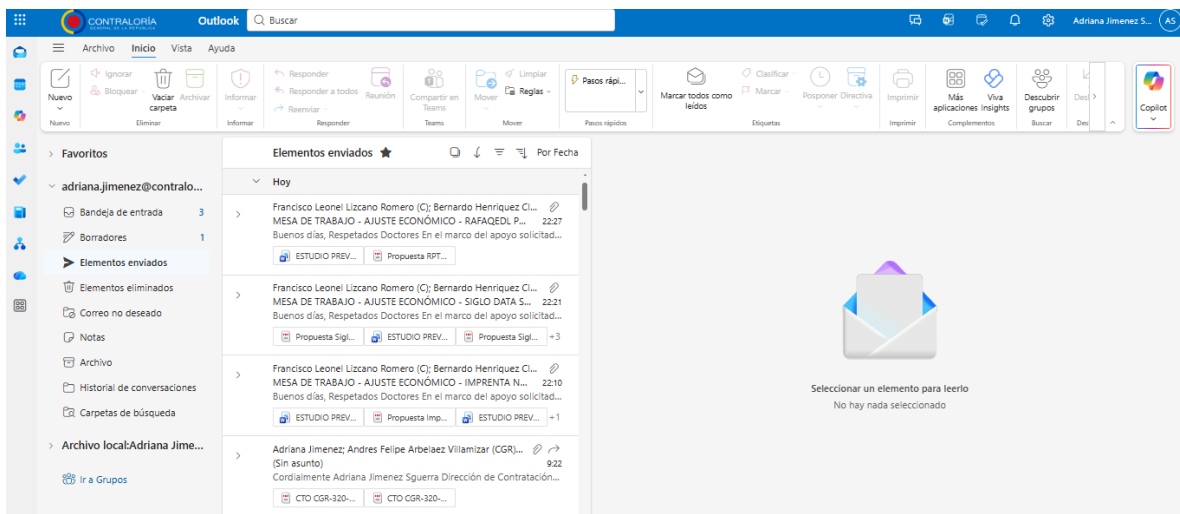 CONTRALORÍA
GENERAL DE LA REPÚBLICA
Outlook
Buscar
Adriana Jimenez S...
AS
Archivo Inicio Vista Ayuda
Nuevo
Nuevo
Ignorar
Bloquear
Vaciar carpeta
Archivar
Eliminar
Informar
Informar
Responder
Responder a todos
Reenviar
Reunión
Responder
Compartir en Teams
Teams
Mover
Limpiar
Reglas
Mover
Pasos rápi...
Pasos rápidos
Marcar todos como leídos
Clasificar
Marcar
Posponer
Directiva
Etiquetas
Imprimir
Imprimir
Más aplicaciones
Viva Insights
Complementos
Descubrir grupos
Buscar
Des
Copilot
Favoritos
adriana.jimenez@contralo...
Bandeja de entrada 3
Borradores 1
Elementos enviados
Elementos eliminados
Correo no deseado
Notas
Archivo
Historial de conversaciones
Carpetas de búsqueda
Archivo local:Adriana Jime...
Ir a Grupos
Elementos enviados
Por Fecha
Hoy
Francisco Leonel Lizcano Romero (C); Bernardo Henriquez Cl...
MESA DE TRABAJO - AJUSTE ECONÓMICO - RAFAQEDL P... 22:27
Buenos días, Respetados Doctores En el marco del apoyo solicitad...
ESTUDIO PREV... Propuesta RPT...
Francisco Leonel Lizcano Romero (C); Bernardo Henriquez Cl...
MESA DE TRABAJO - AJUSTE ECONÓMICO - SIGLO DATA S... 22:21
Buenos días, Respetados Doctores En el marco del apoyo solicitad...
Propuesta Sigl... ESTUDIO PREV... Propuesta Sigl... +3
Francisco Leonel Lizcano Romero (C); Bernardo Henriquez Cl...
MESA DE TRABAJO - AJUSTE ECONÓMICO - IMPRENTA N... 22:10
Buenos días, Respetados Doctores En el marco del apoyo solicitad...
ESTUDIO PREV... Propuesta Imp... ESTUDIO PREV... +1
Adriana Jimenez; Andres Felipe Arbelaez Villamizar (CGR)...
(Sin asunto) 9:22
Cordialmente Adriana Jimenez Sguerra Dirección de Contratación...
CTO CGR-320-... CTO CGR-320-...
Seleccionar un elemento para leerlo
No hay nada seleccionado